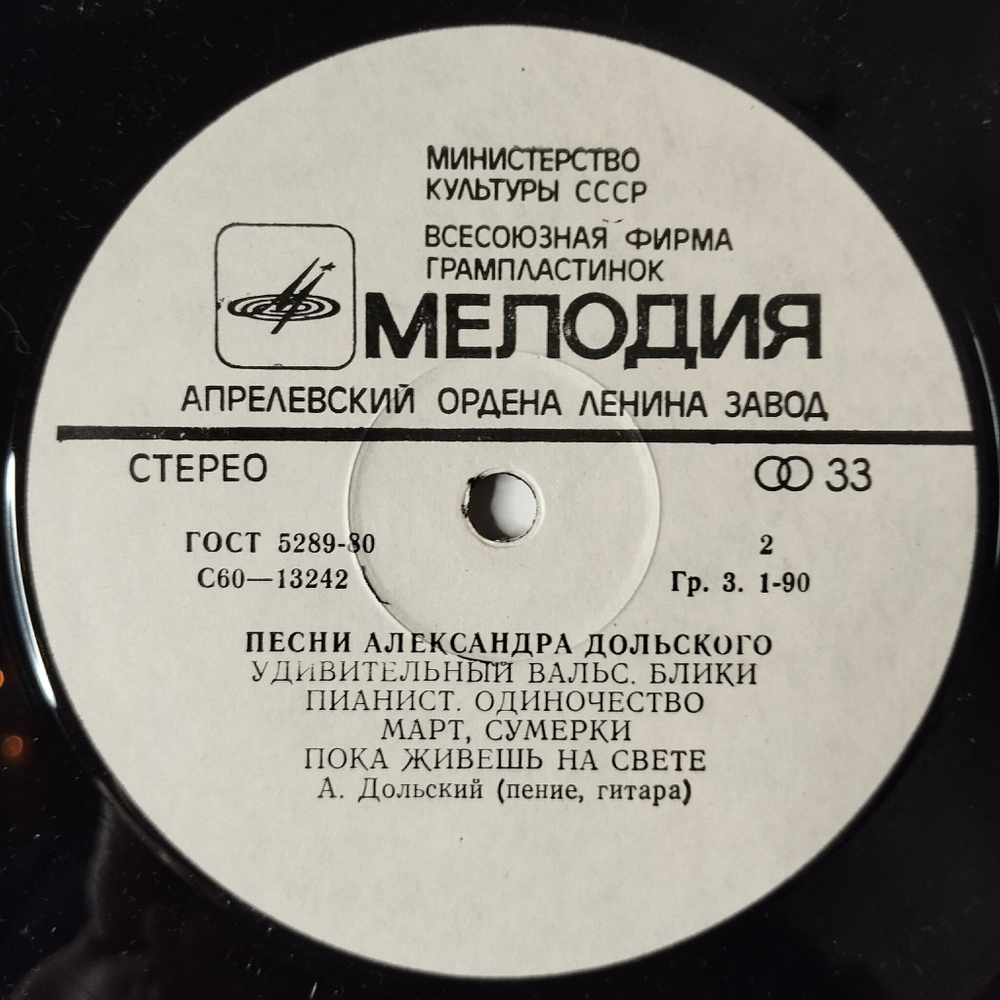 МИНИСТЕРСТВО
КУЛЬТУРЫ СССР
ВСЕСОЮЗНАЯ ФИРМА
ГРАМПЛАСТИНОК
МЕЛОДИЯ
АПРЕЛЕВСКИЙ ОРДЕНА ЛЕНИНА ЗАВОД
СТЕРЕО 33
ГОСТ 5289-80 2
С60—13242 Гр. 3. 1-90
ПЕСНИ АЛЕКСАНДРА ДОЛЬСКОГО
УДИВИТЕЛЬНЫЙ ВАЛЬС. БЛИКИ
ПИАНИСТ. ОДИНОЧЕСТВО
МАРТ, СУМЕРКИ
ПОКА ЖИВЕШЬ НА СВЕТЕ
А. Дольский (пение, гитара)